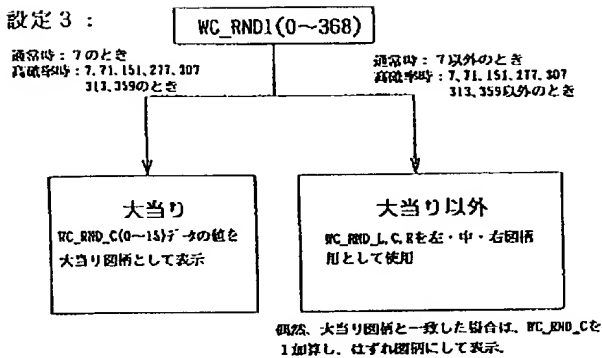 設定3：
WC_RND1(0～368)
通常時：7のとき
高確率時：7,71,151,277,307
313,359のとき
通常時：7以外のとき
高確率時：7,71,151,277,307
313,359以外のとき
大当り
WC_RND_C(0～15)データの値を
大当り図柄として表示
大当り以外
WC_RND_L,C,Rを左・中・右図柄
用として使用
偶然、大当り図柄と一致した場合は、WC_RND_Cを
1加算し、はずれ図柄にして表示。